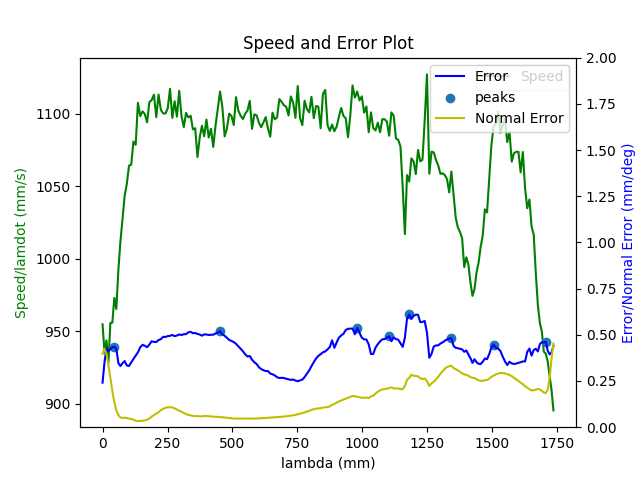 Speed and Error Plot
Error
Speed
peaks
Normal Error
Speed/lamdot (mm/s)
1100
1050
1000
950
900
2.00
1.75
1.50
1.25
1.00
0.75
0.50
0.25
0.00
Error/Normal Error (mm/deg)
0 250 500 750 1000 1250 1500 1750
lambda (mm)